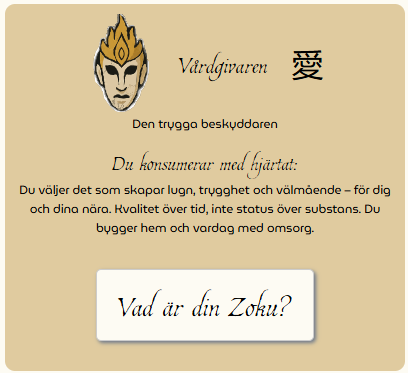 Vårdgivaren 愛
Den trygga beskyddaren
Du konsumerar med hjärtat:
Du väljer det som skapar lugn, trygghet och välmående – för dig
och dina nära. Kvalitet över tid, inte status över substans. Du
bygger hem och vardag med omsorg.
Vad är din Zoku?